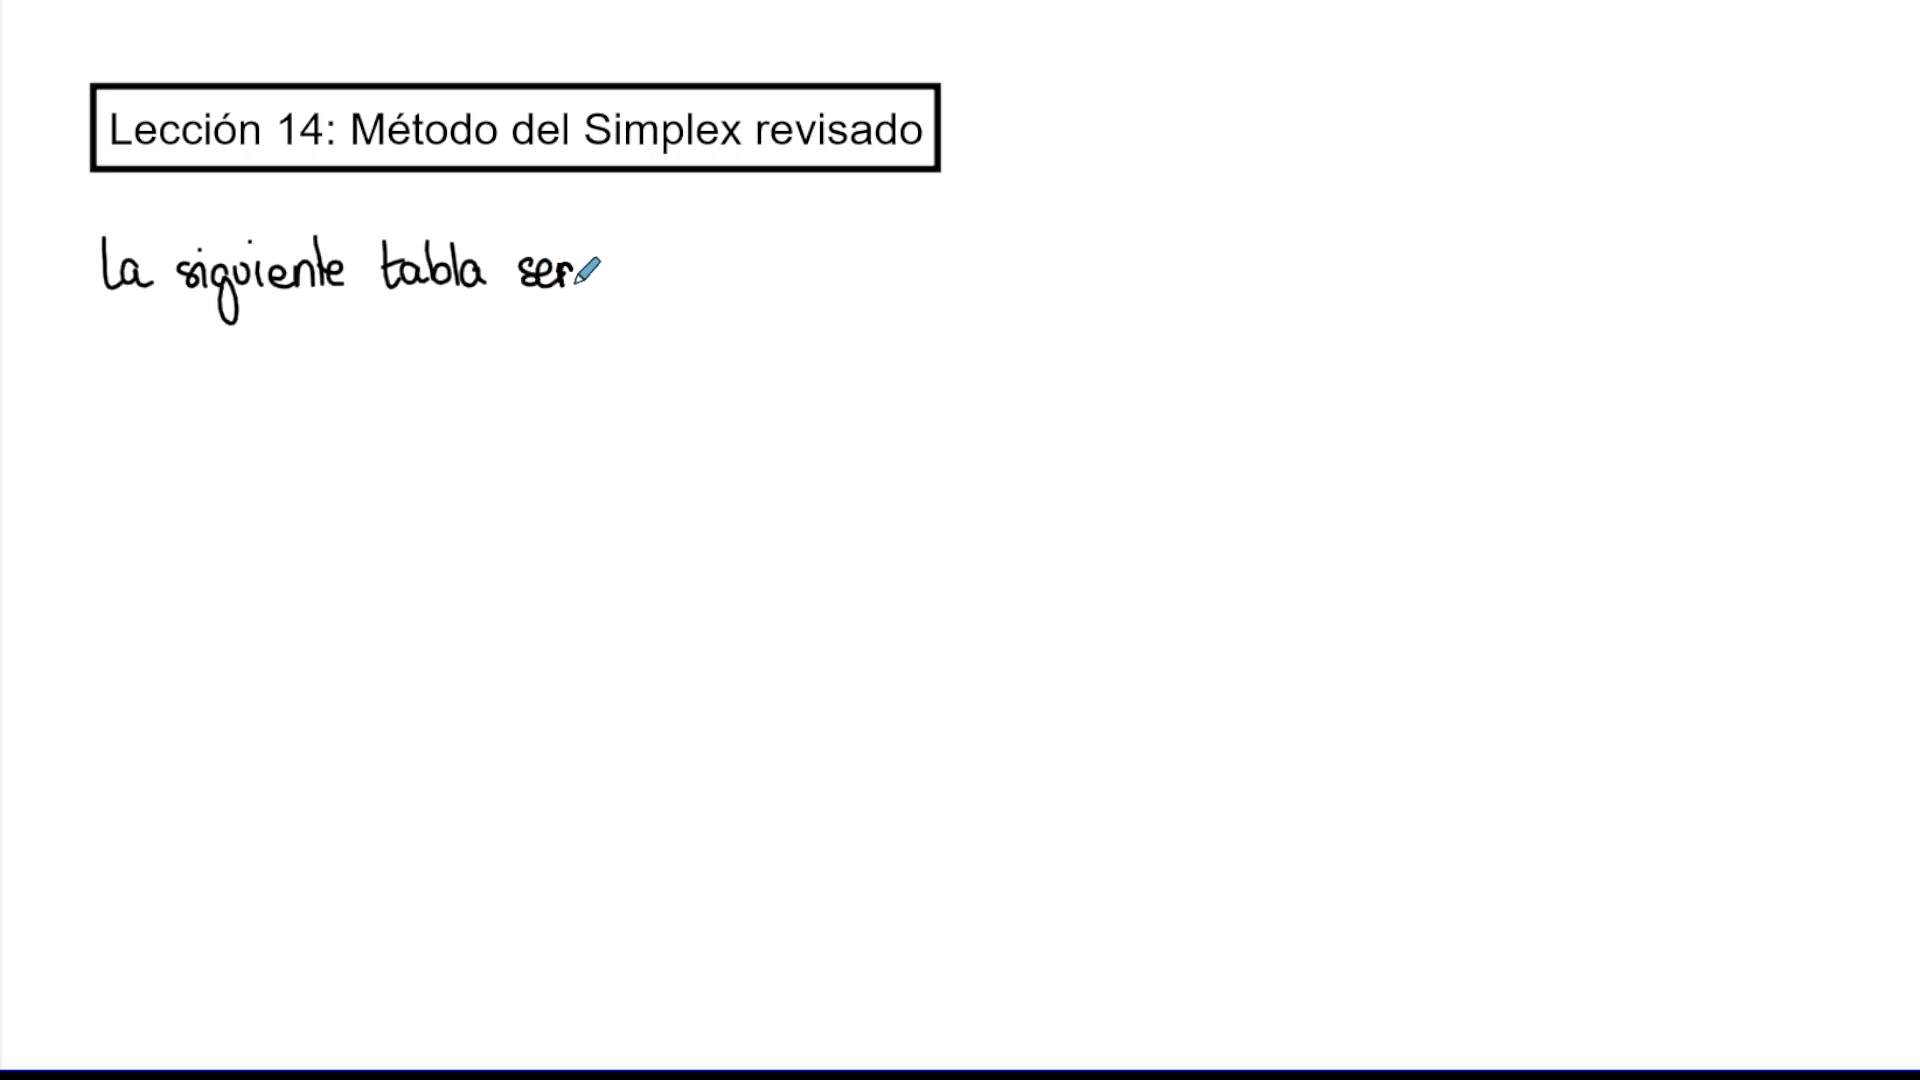 Lección 14: Método del Simplex revisado
La siguiente tabla ser